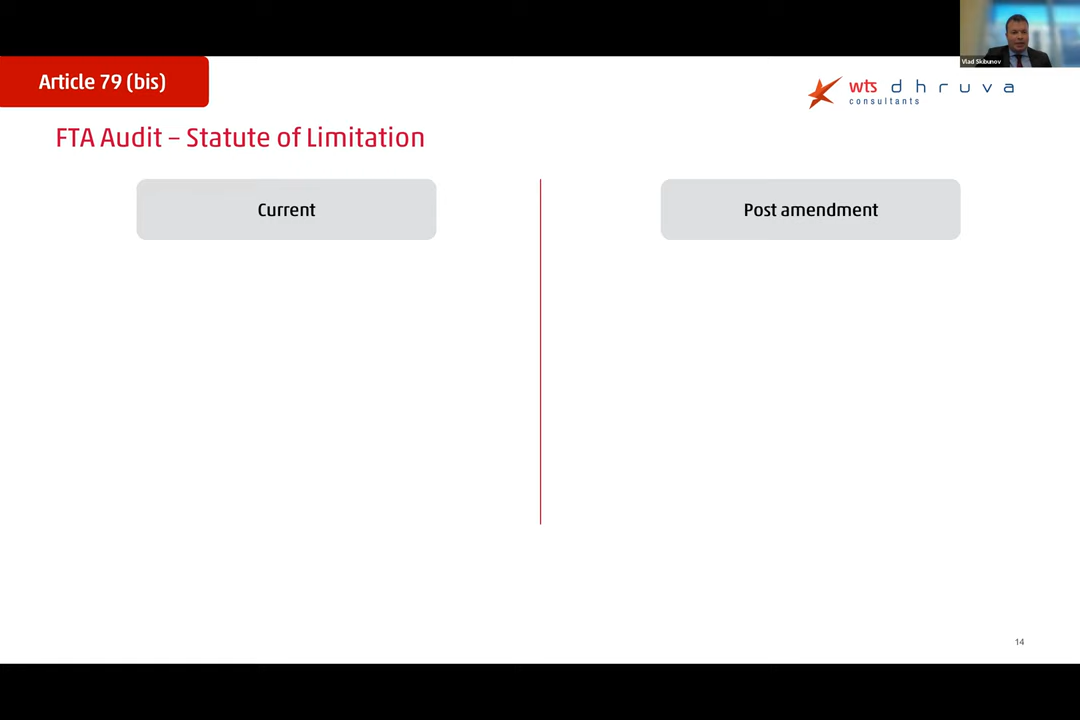 Vlad Skibunov
Article 79 (bis)
wts dhruva
consultants
FTA Audit – Statute of Limitation
Current
Post amendment
14